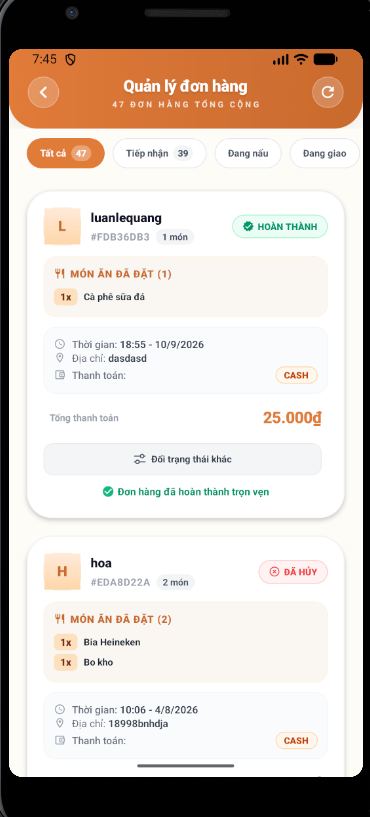 7:45
Quản lý đơn hàng
47 ĐƠN HÀNG TỔNG CỘNG
Tất cả 47 Tiếp nhận 39 Đang nấu Đang giao
L luanlequang
#FDB36DB3 1 món
HOÀN THÀNH
MÓN ĂN ĐÃ ĐẶT (1)
1x Cà phê sữa đá
Thời gian: 18:55 - 10/9/2026
Địa chỉ: dasdasd
Thanh toán: CASH
Tổng thanh toán 25.000₫
Đổi trạng thái khác
Đơn hàng đã hoàn thành trọn vẹn
H hoa
#EDA8D22A 2 món
ĐÃ HỦY
MÓN ĂN ĐÃ ĐẶT (2)
1x Bia Heineken
1x Bo kho
Thời gian: 10:06 - 4/8/2026
Địa chỉ: 18998bnhdja
Thanh toán: CASH